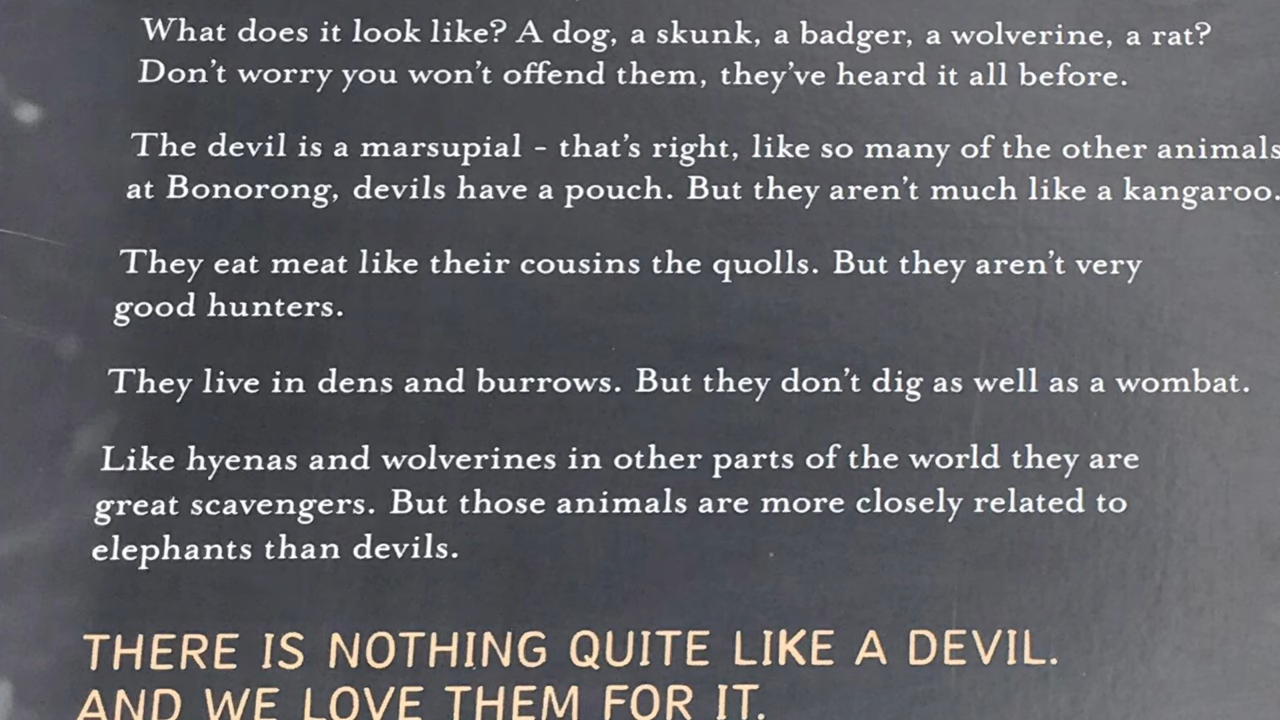 What does it look like? A dog, a skunk, a badger, a wolverine, a rat?
Don't worry you won't offend them, they've heard it all before.
The devil is a marsupial - that's right, like so many of the other animals
at Bonorong, devils have a pouch. But they aren't much like a kangaroo.
They eat meat like their cousins the quolls. But they aren't very
good hunters.
They live in dens and burrows. But they don't dig as well as a wombat.
Like hyenas and wolverines in other parts of the world they are
great scavengers. But those animals are more closely related to
elephants than devils.
THERE IS NOTHING QUITE LIKE A DEVIL.
AND WE LOVE THEM FOR IT.